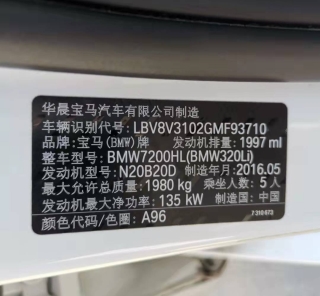 华晨宝马汽车有限公司制造
车辆识别代号: LBV8V3102GMF93710
品牌: 宝马(BMW)牌 发动机排量: 1997 ml
整车型号: BMW7200HL(BMW320Li)
发动机型号: N20B20D 制造年月: 2016.05
最大允许总质量: 1980 kg 乘坐人数: 5 人
发动机最大净功率: 135 kW 制造国: 中国
颜色代码/色圈: A96
7 310 673